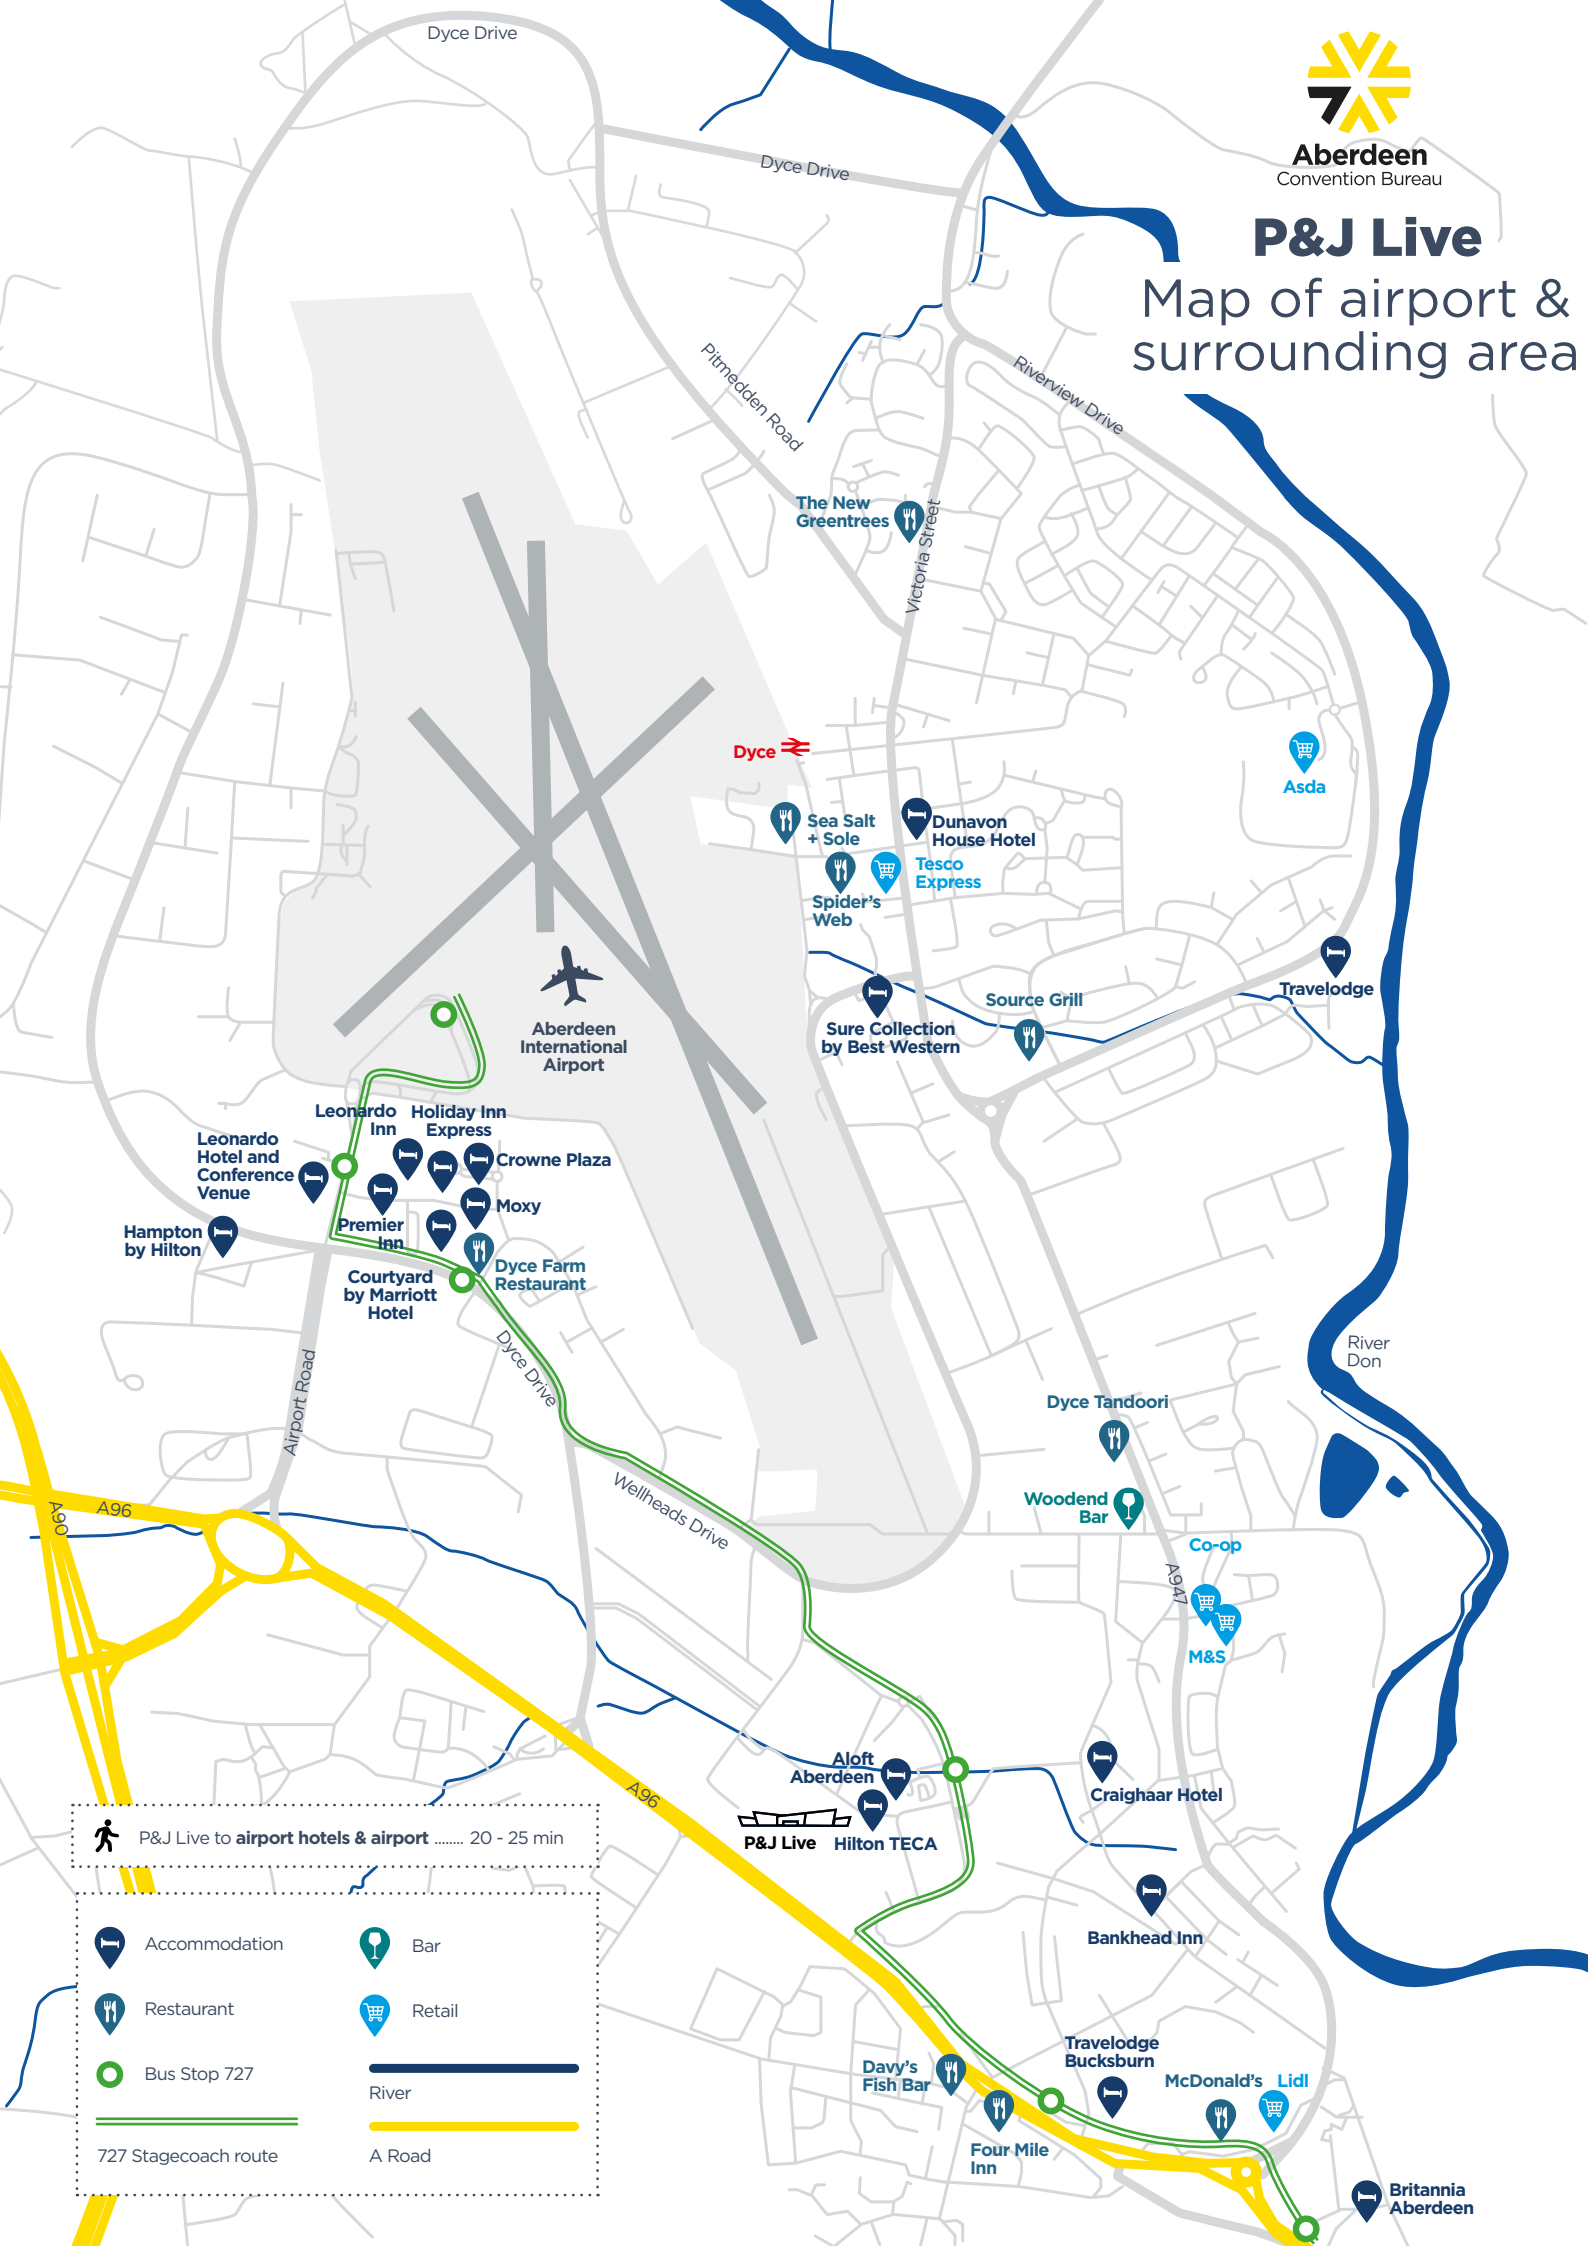 Dyce Drive
Aberdeen
Convention Bureau
P&J Live
Map of airport &
surrounding area
Dyce Drive
Pitmedden Road
Riverview Drive
The New
Greentrees
Victoria Street
Dyce
Asda
Sea Salt
+ Sole
Dunavon
House Hotel
Tesco
Express
Spider's
Web
Travelodge
Source Grill
Sure Collection
by Best Western
Aberdeen
International
Airport
Leonardo
Inn
Holiday Inn
Express
Leonardo
Hotel and
Conference
Venue
Crowne Plaza
Moxy
Hampton
by Hilton
Premier
Inn
Dyce Farm
Restaurant
Courtyard
by Marriott
Hotel
Dyce Drive
Airport Road
River
Don
Dyce Tandoori
Wellheads Drive
Woodend
Bar
A96
A90
Co-op
A947
M&S
A96
Aloft
Aberdeen
Craighaar Hotel
P&J Live
Hilton TECA
P&J Live to airport hotels & airport ........ 20 - 25 min
Bankhead Inn
Accommodation
Bar
Restaurant
Retail
Bus Stop 727
River
727 Stagecoach route
A Road
Travelodge
Bucksburn
Davy's
Fish Bar
McDonald's
Lidl
Four Mile
Inn
Britannia
Aberdeen